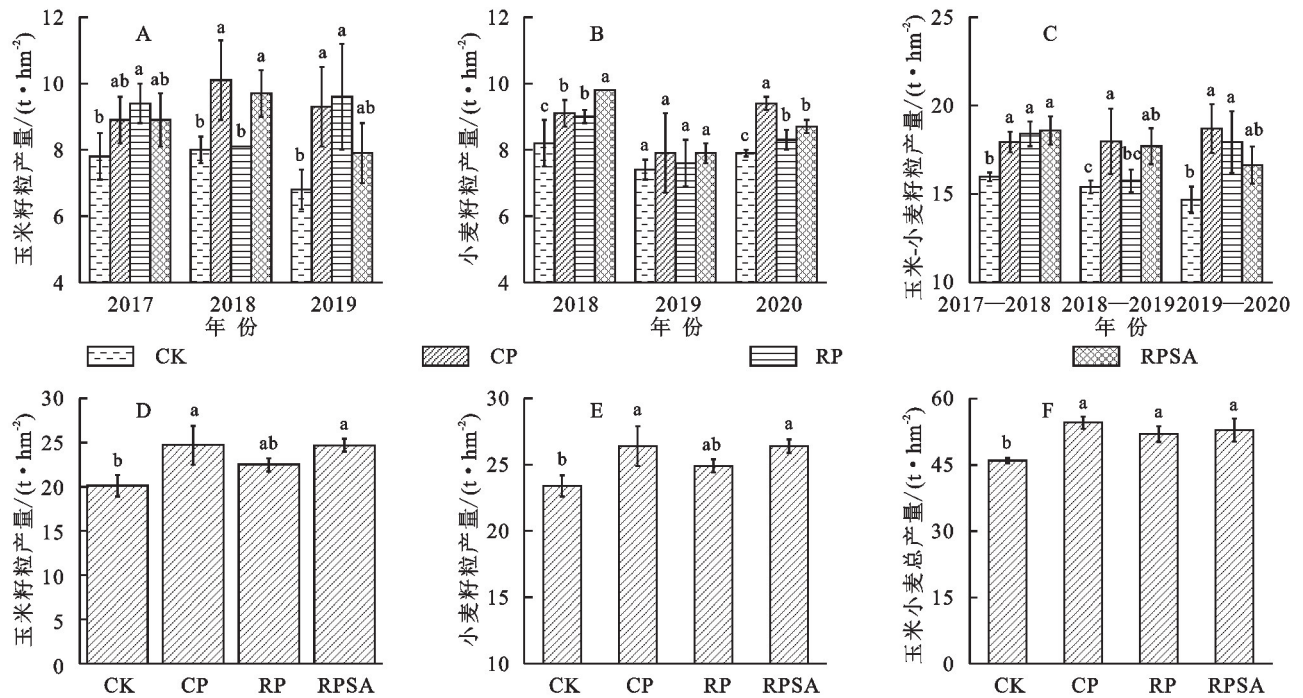 A
玉米籽粒产量/(t·hm-2)
12
10
8
6
4
b ab a ab
b a b a
b a a ab
2017 2018 2019
年 份
B
小麦籽粒产量/(t·hm-2)
12
10
8
6
4
c b b a
a a a a
c a b b
2018 2019 2020
年 份
C
玉米-小麦籽粒产量/(t·hm-2)
25
20
15
10
b a a a
c a bc ab
b a a ab
2017—2018 2018—2019 2019—2020
年 份
CK CP RP RPSA
D
玉米籽粒产量/(t·hm-2)
30
25
20
15
10
5
0
b a ab a
CK CP RP RPSA
E
小麦籽粒产量/(t·hm-2)
30
26
25
21
10
b a ab a
CK CP RP RPSA
F
玉米小麦总产量/(t·hm-2)
60
45
30
15
0
b a a a
CK CP RP RPSA